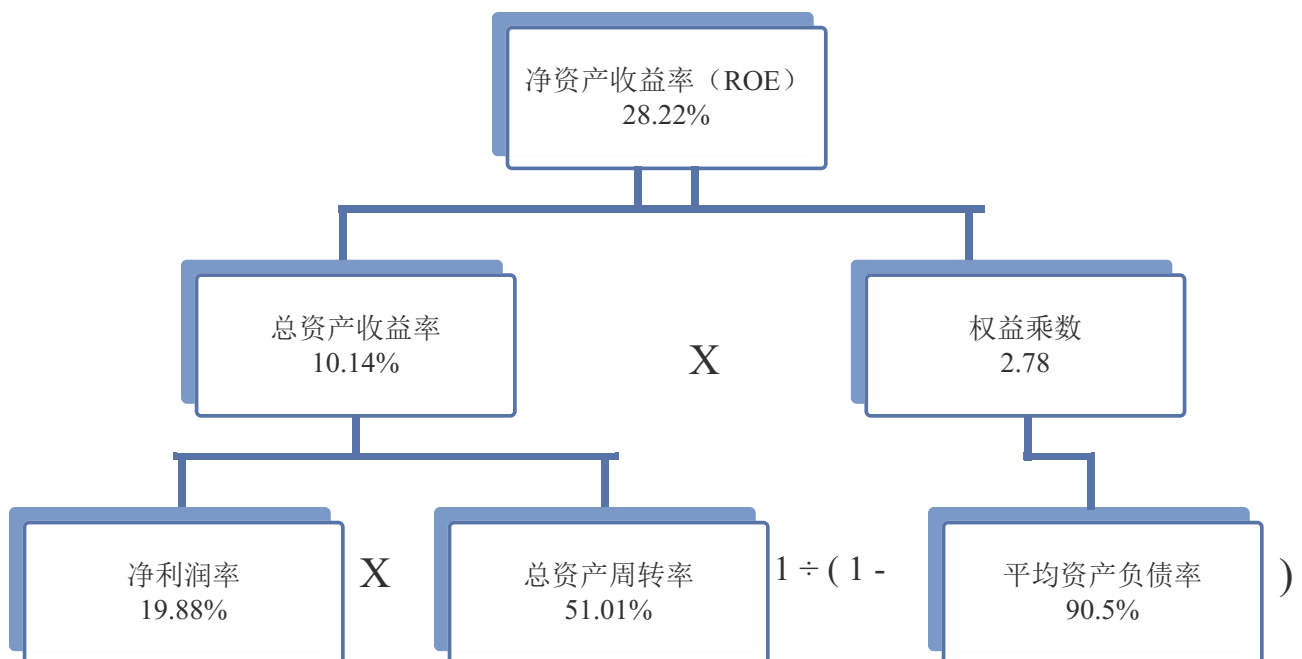 净资产收益率（ROE）
28.22%
总资产收益率
10.14%
X
权益乘数
2.78
净利润率
19.88%
X
总资产周转率
51.01%
1 ÷ ( 1 -
平均资产负债率
90.5%
)